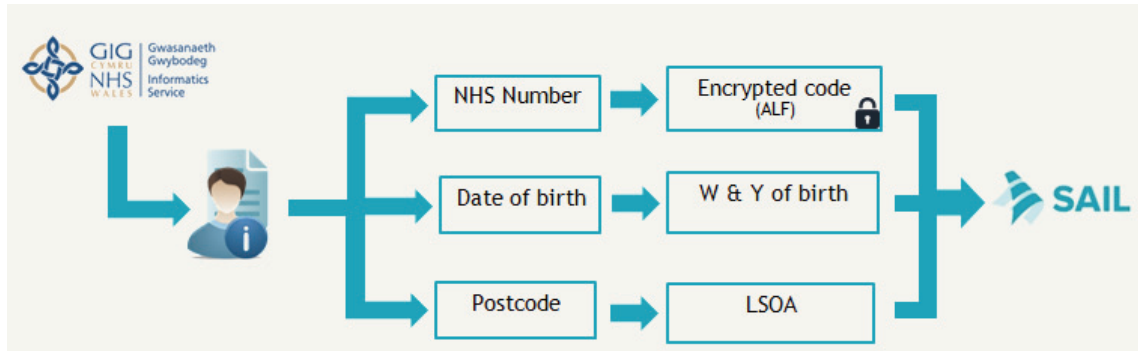 GIG
CYMRU
NHS
WALES
Gwasanaeth
Gwybodeg
Informatics
Service
NHS Number
Encrypted code
(ALF)
Date of birth
W & Y of birth
i
SAIL
Postcode
LSOA